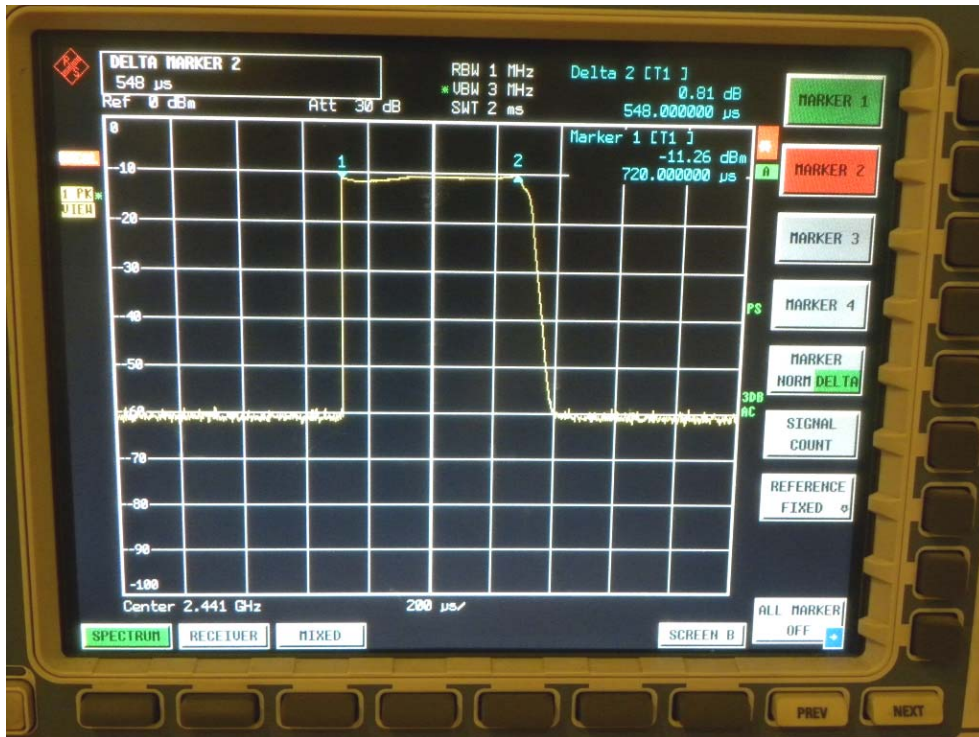 DELTA MARKER 2
548 µs
RBW 1 MHz
* VBW 3 MHz
SWT 2 ms
Ref 0 dBm
Att 30 dB
Delta 2 [T1 ]
0.81 dB
548.000000 µs
Marker 1 [T1 ]
-11.26 dBm
720.000000 µs
A
1 PK *
VIEW
0
-10
-20
-30
-40
-50
-60
-70
-80
-90
-100
1
2
PS
3DB
AC
Center 2.441 GHz
200 µs/
SPECTRUM
RECEIVER
MIXED
SCREEN B
MARKER 1
MARKER 2
MARKER 3
MARKER 4
MARKER
NORM DELTA
SIGNAL
COUNT
REFERENCE
FIXED
ALL MARKER
OFF
PREV
NEXT